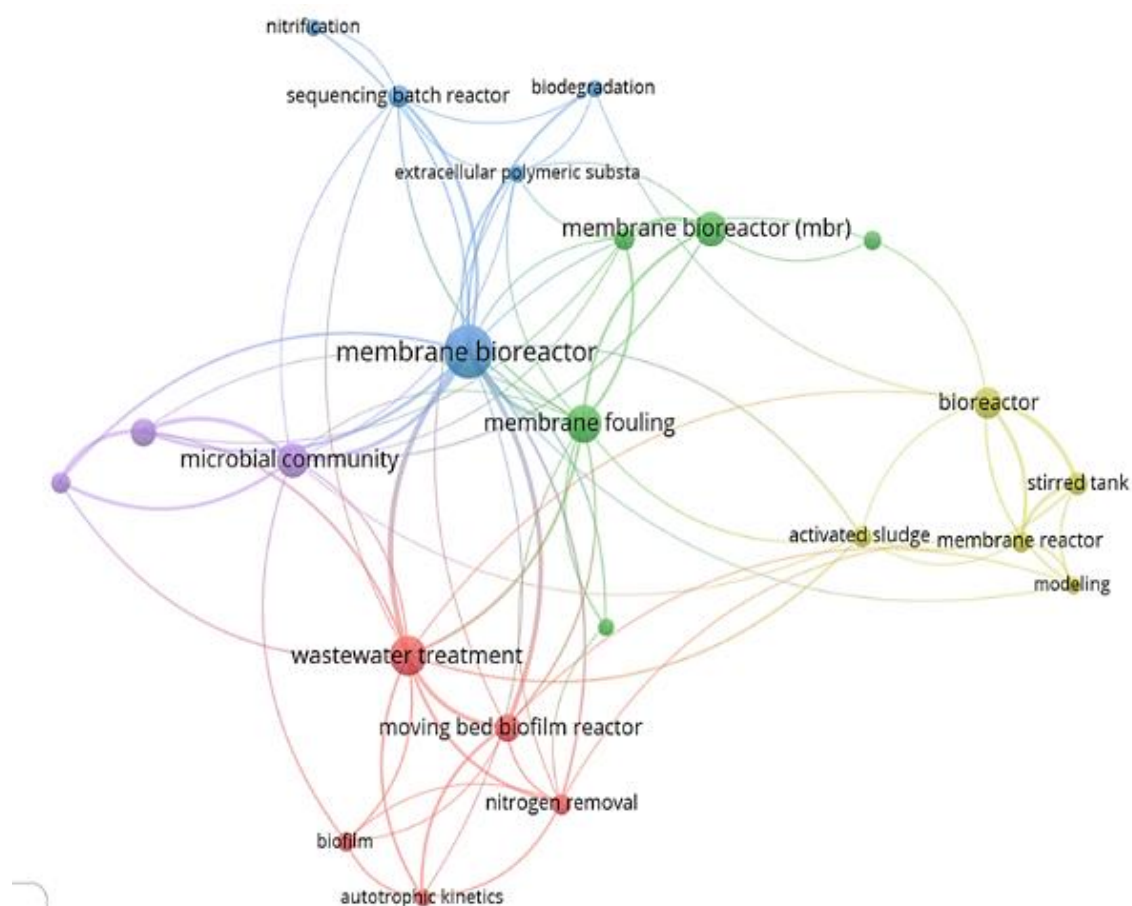 nitrification
sequencing batch reactor
biodegradation
extracellular polymeric substa
membrane bioreactor (mbr)
membrane bioreactor
bioreactor
membrane fouling
microbial community
stirred tank
activated sludge
membrane reactor
modeling
wastewater treatment
moving bed biofilm reactor
nitrogen removal
biofilm
autotrophic kinetics